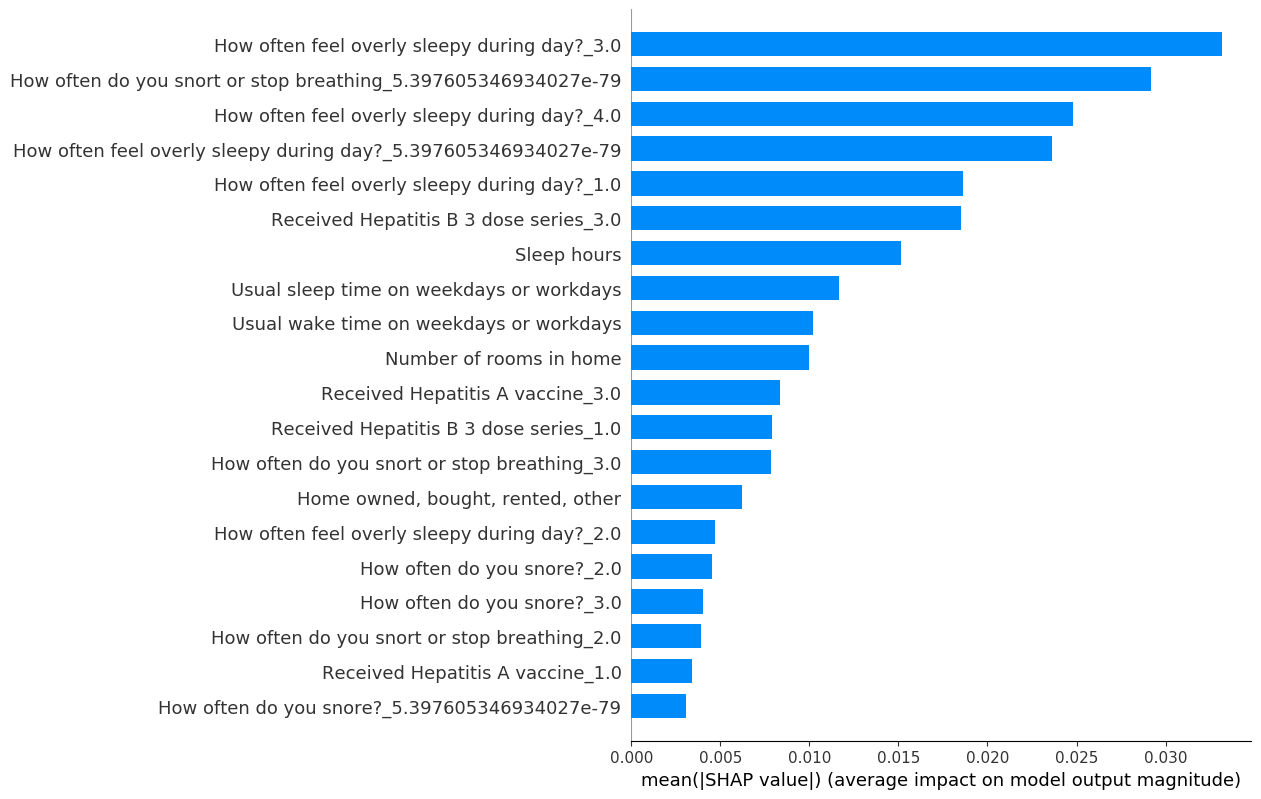 How often feel overly sleepy during day?_3.0
How often do you snort or stop breathing_5.397605346934027e-79
How often feel overly sleepy during day?_4.0
How often feel overly sleepy during day?_5.397605346934027e-79
How often feel overly sleepy during day?_1.0
Received Hepatitis B 3 dose series_3.0
Sleep hours
Usual sleep time on weekdays or workdays
Usual wake time on weekdays or workdays
Number of rooms in home
Received Hepatitis A vaccine_3.0
Received Hepatitis B 3 dose series_1.0
How often do you snort or stop breathing_3.0
Home owned, bought, rented, other
How often feel overly sleepy during day?_2.0
How often do you snore?_2.0
How often do you snore?_3.0
How often do you snort or stop breathing_2.0
Received Hepatitis A vaccine_1.0
How often do you snore?_5.397605346934027e-79
0.000 0.005 0.010 0.015 0.020 0.025 0.030
mean(|SHAP value|) (average impact on model output magnitude)